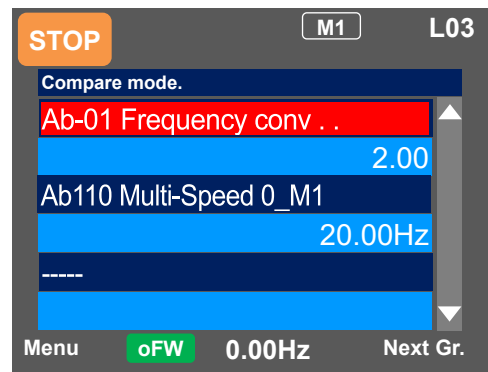 STOP M1 L03
Compare mode.
Ab-01 Frequency conv . .
2.00
Ab110 Multi-Speed 0_M1
20.00Hz
-----
Menu oFW 0.00Hz Next Gr.